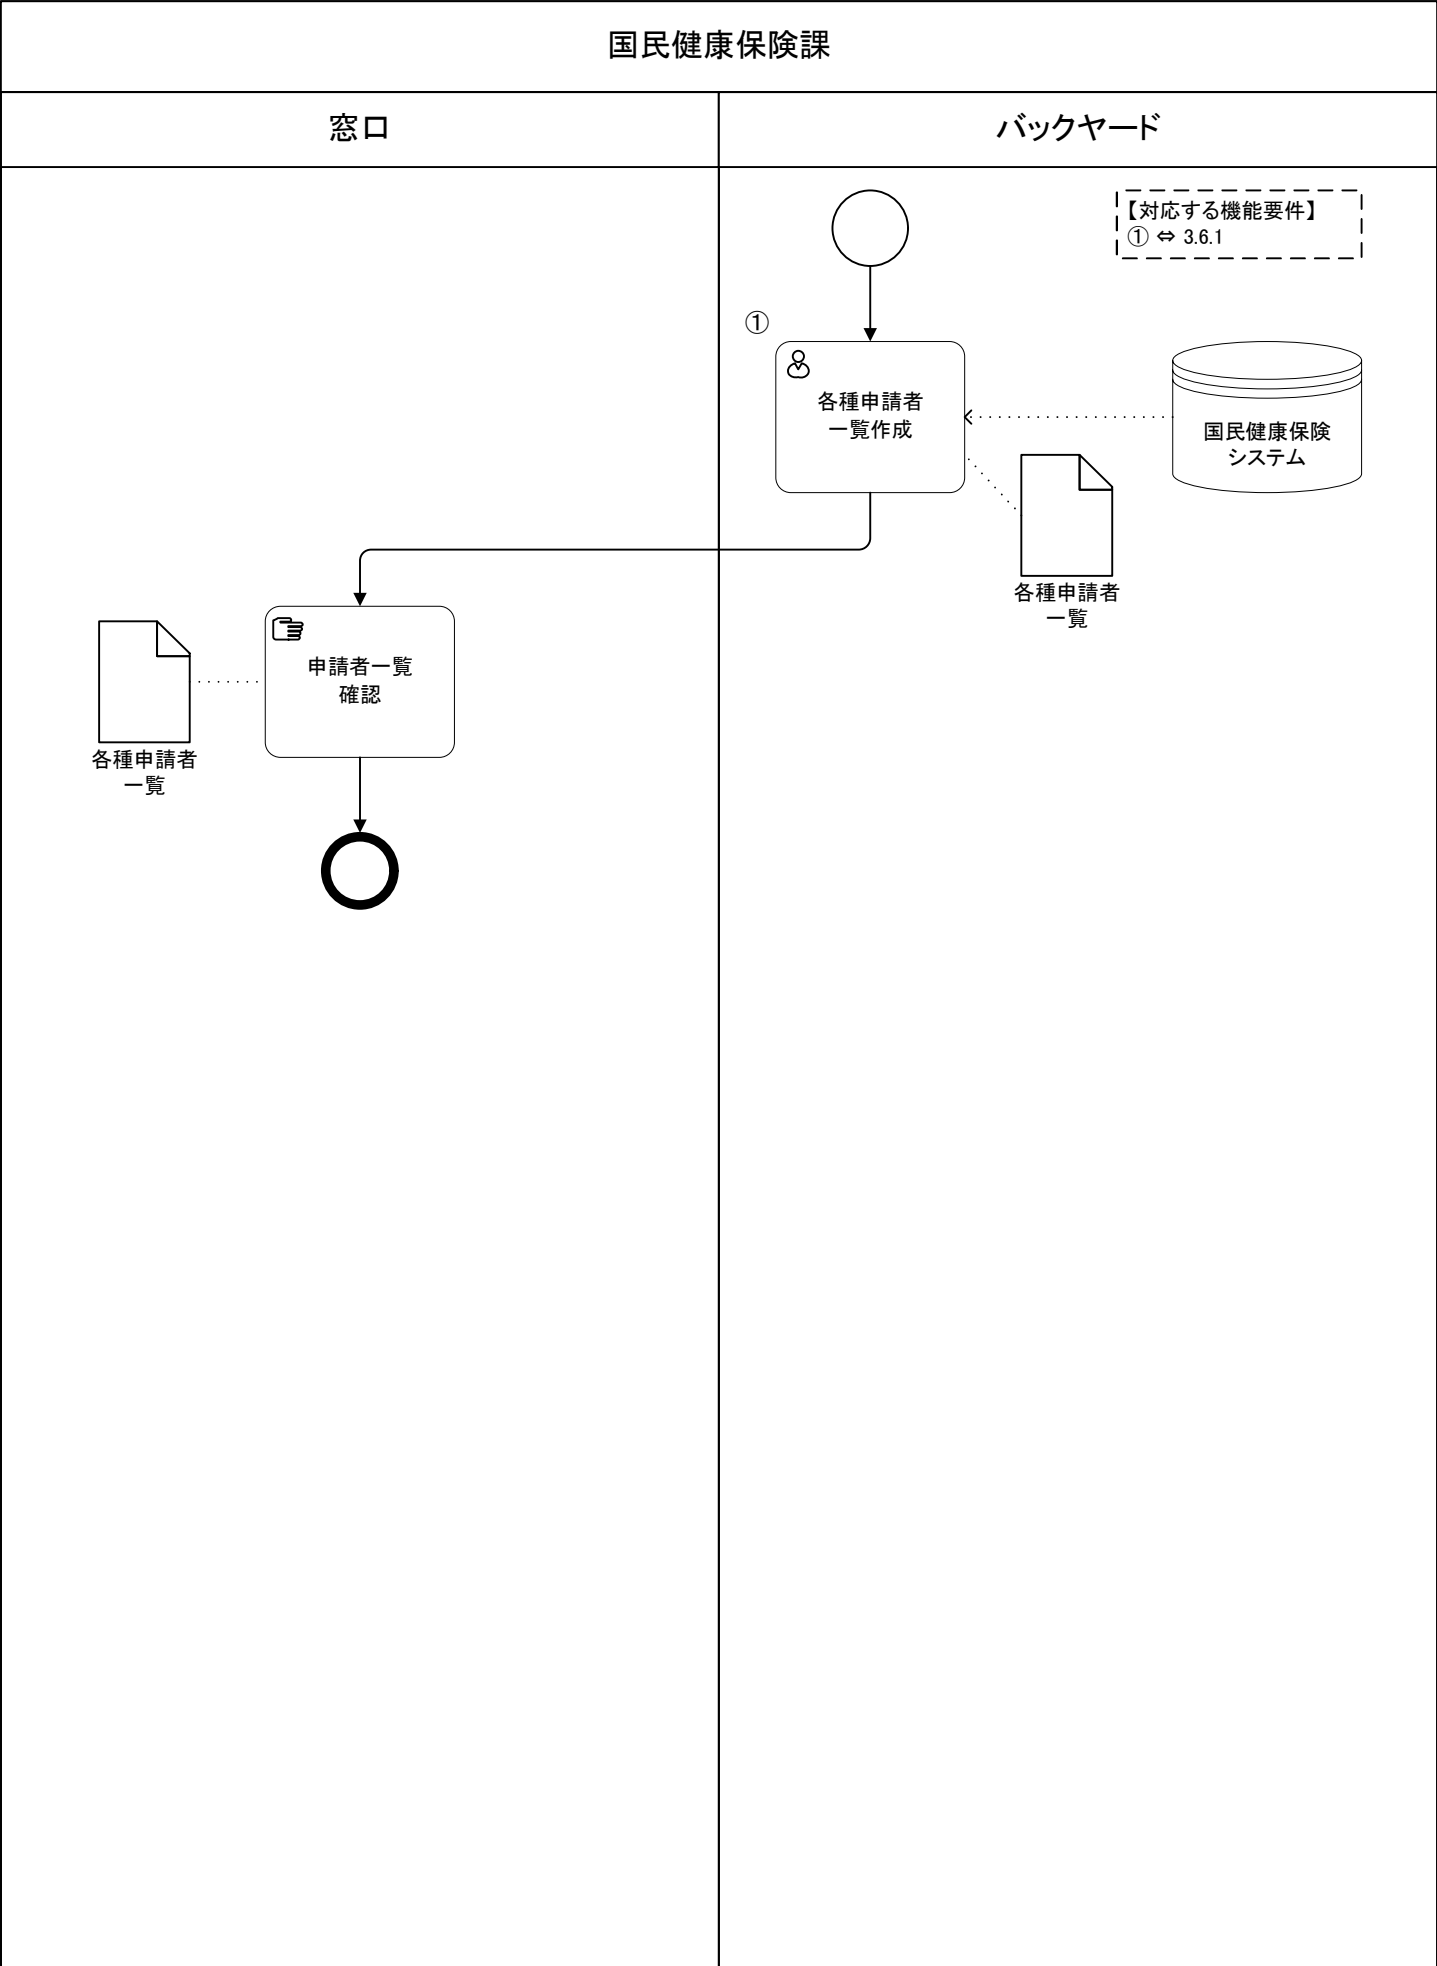 国民健康保険課
窓口
バックヤード
【対応する機能要件】
① ⇔ 3.6.1
①
各種申請者
一覧作成
国民健康保険
システム
各種申請者
一覧
申請者一覧
確認
各種申請者
一覧